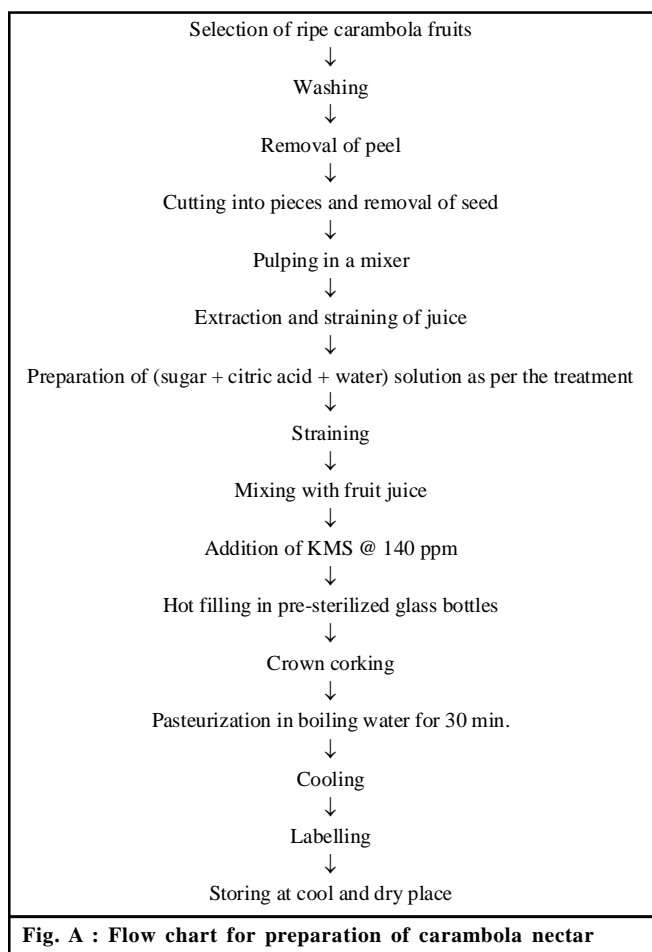 Selection of ripe carambola fruits
↓
Washing
↓
Removal of peel
↓
Cutting into pieces and removal of seed
↓
Pulping in a mixer
↓
Extraction and straining of juice
↓
Preparation of (sugar + citric acid + water) solution as per the treatment
↓
Straining
↓
Mixing with fruit juice
↓
Addition of KMS @ 140 ppm
↓
Hot filling in pre-sterilized glass bottles
↓
Crown corking
↓
Pasteurization in boiling water for 30 min.
↓
Cooling
↓
Labelling
↓
Storing at cool and dry place
Fig. A : Flow chart for preparation of carambola nectar